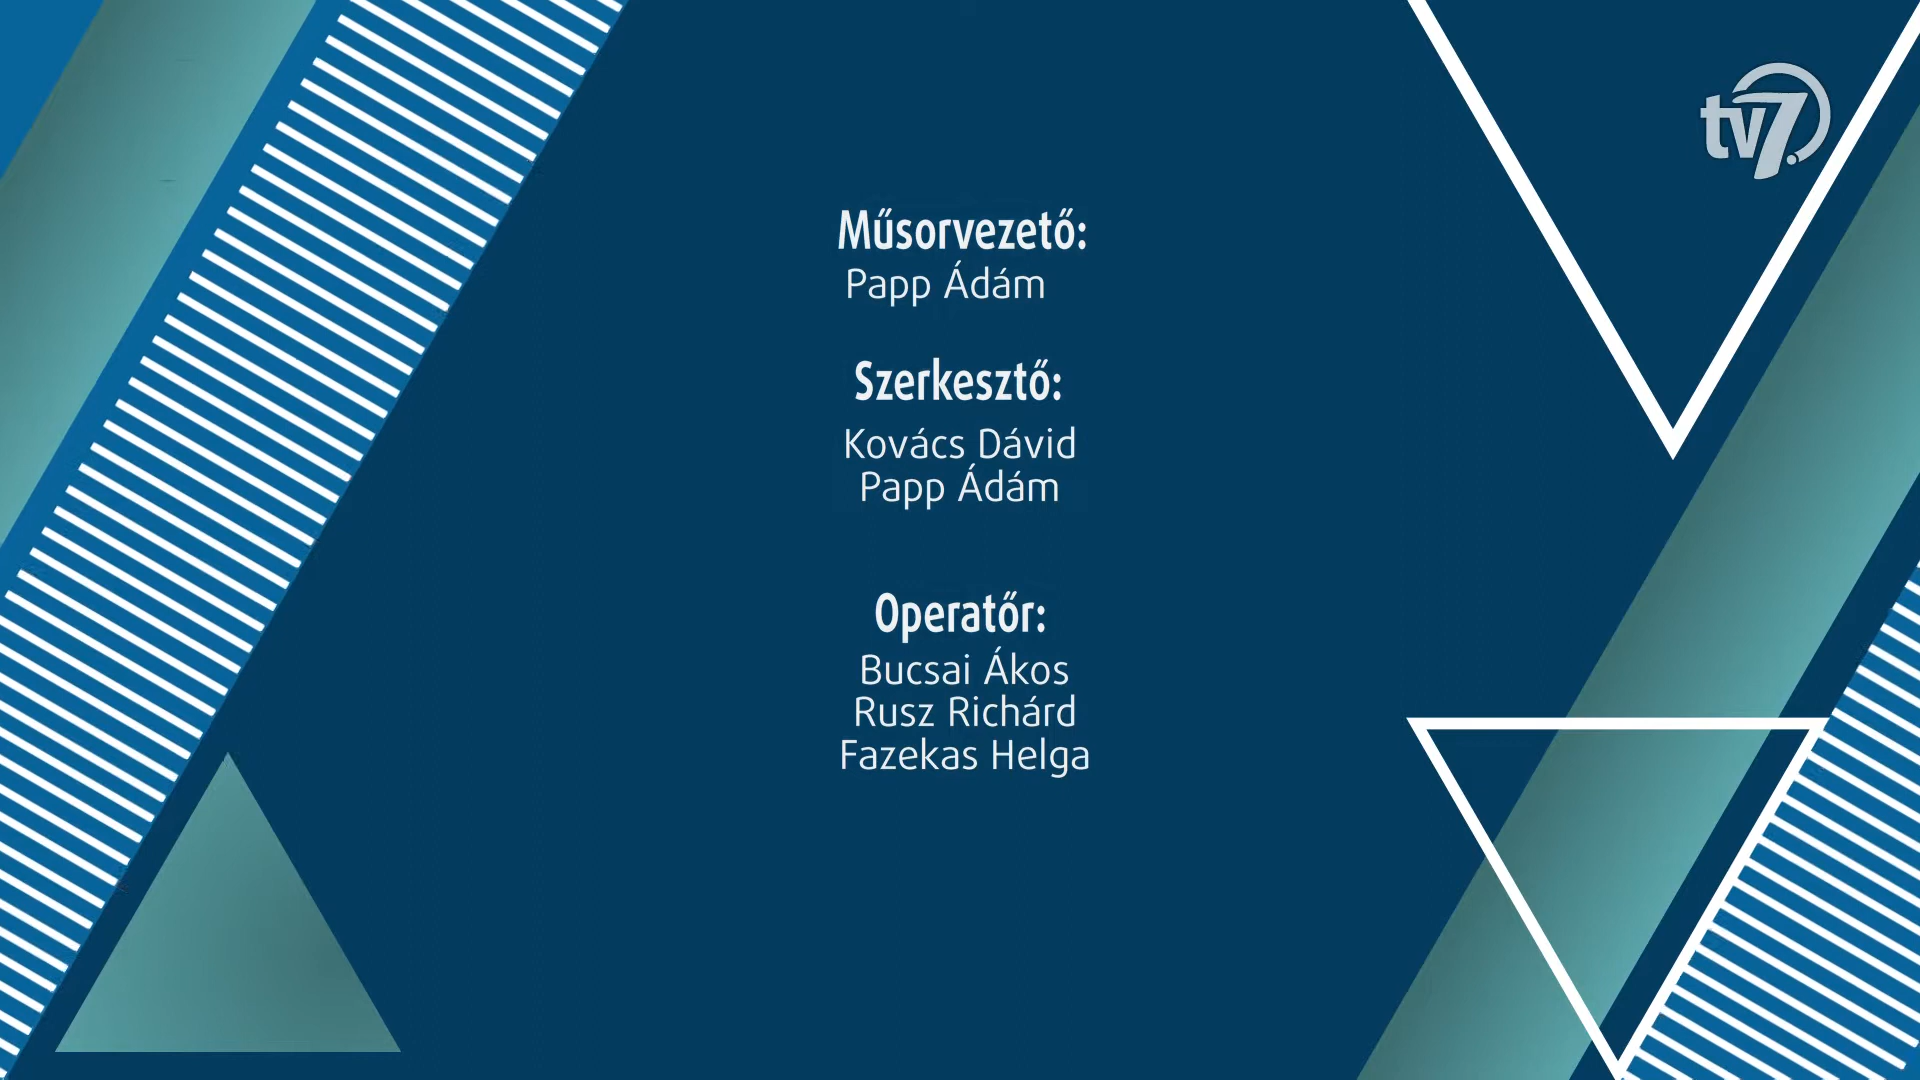 tv7
Műsorvezető:
Papp Ádám
Szerkesztő:
Kovács Dávid
Papp Ádám
Operatőr:
Bucsai Ákos
Rusz Richárd
Fazekas Helga